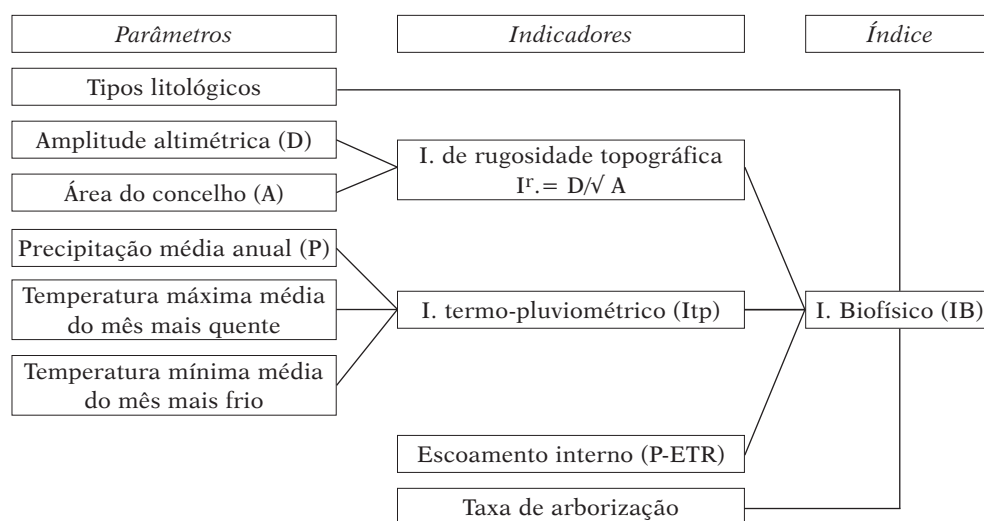 Parâmetros
Indicadores
Índice
Tipos litológicos
Amplitude altimétrica (D)
Área do concelho (A)
I. de rugosidade topográfica
Ir.= D/√ A
Precipitação média anual (P)
Temperatura máxima média
do mês mais quente
Temperatura mínima média
do mês mais frio
I. termo-pluviométrico (Itp)
I. Biofísico (IB)
Escoamento interno (P-ETR)
Taxa de arborização